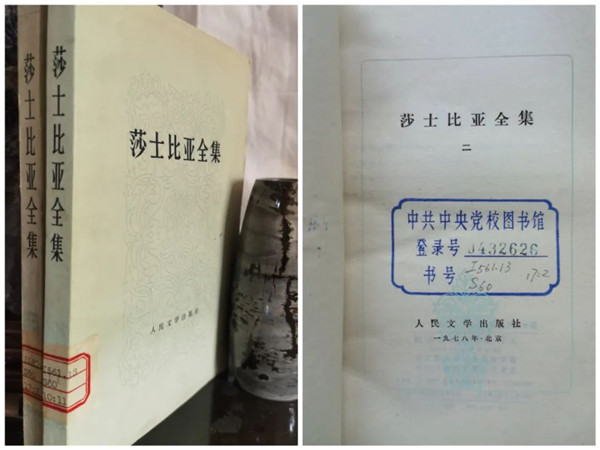 莎士比亚全集
莎士比亚全集
莎士比亚全集
人民文学出版社
莎士比亚全集
二
中共中央党校图书馆
登录号 0432626
书号 I561.13
S60
17:2
人民文学出版社
一九七八年·北京